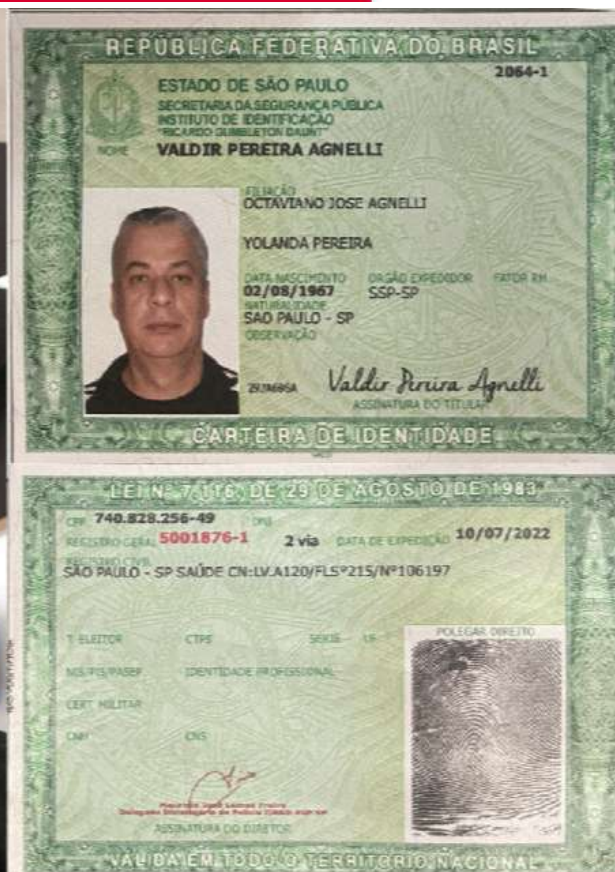 REPÚBLICA FEDERATIVA DO BRASIL
2064-1
ESTADO DE SÃO PAULO
SECRETARIA DA SEGURANÇA PÚBLICA
INSTITUTO DE IDENTIFICAÇÃO
"RICARDO GUMBLETON DAUNT"
NOME VALDIR PEREIRA AGNELLI
FILIAÇÃO
OCTAVIANO JOSE AGNELLI
YOLANDA PEREIRA
DATA NASCIMENTO ORGÃO EXPEDIDOR FATOR RH
02/08/1967 SSP-SP
NATURALIDADE
SAO PAULO - SP
OBSERVAÇÃO
Valdir Pereira Agnelli
ASSINATURA DO TITULAR
CARTEIRA DE IDENTIDADE
LEI Nº 7.116, DE 29 DE AGOSTO DE 1983
CPF 740.828.256-49
REGISTRO GERAL 5001876-1 2 via DATA DE EXPEDIÇÃO 10/07/2022
REGISTRO CIVIL
SÃO PAULO - SP SAÚDE CN:LV.A120/FLS°215/Nº106197
T. ELEITOR CTPS SERIE UF POLEGAR DIREITO
NIS/PIS/PASEP IDENTIDADE PROFISSIONAL
CERT. MILITAR
CNH CNS
ASSINATURA DO DIRETOR
VALIDA EM TODO O TERRITORIO NACIONAL